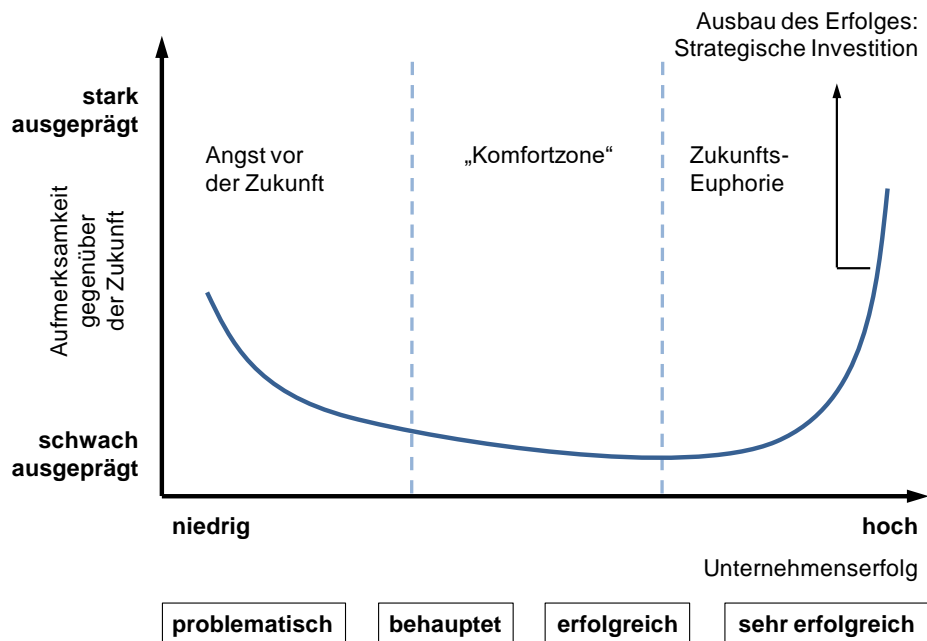 Ausbau des Erfolges:
Strategische Investition
stark
ausgeprägt
Angst vor
der Zukunft
„Komfortzone“
Zukunfts-
Euphorie
Aufmerksamkeit
gegenüber
der Zukunft
schwach
ausgeprägt
niedrig
hoch
Unternehmenserfolg
problematisch
behauptet
erfolgreich
sehr erfolgreich